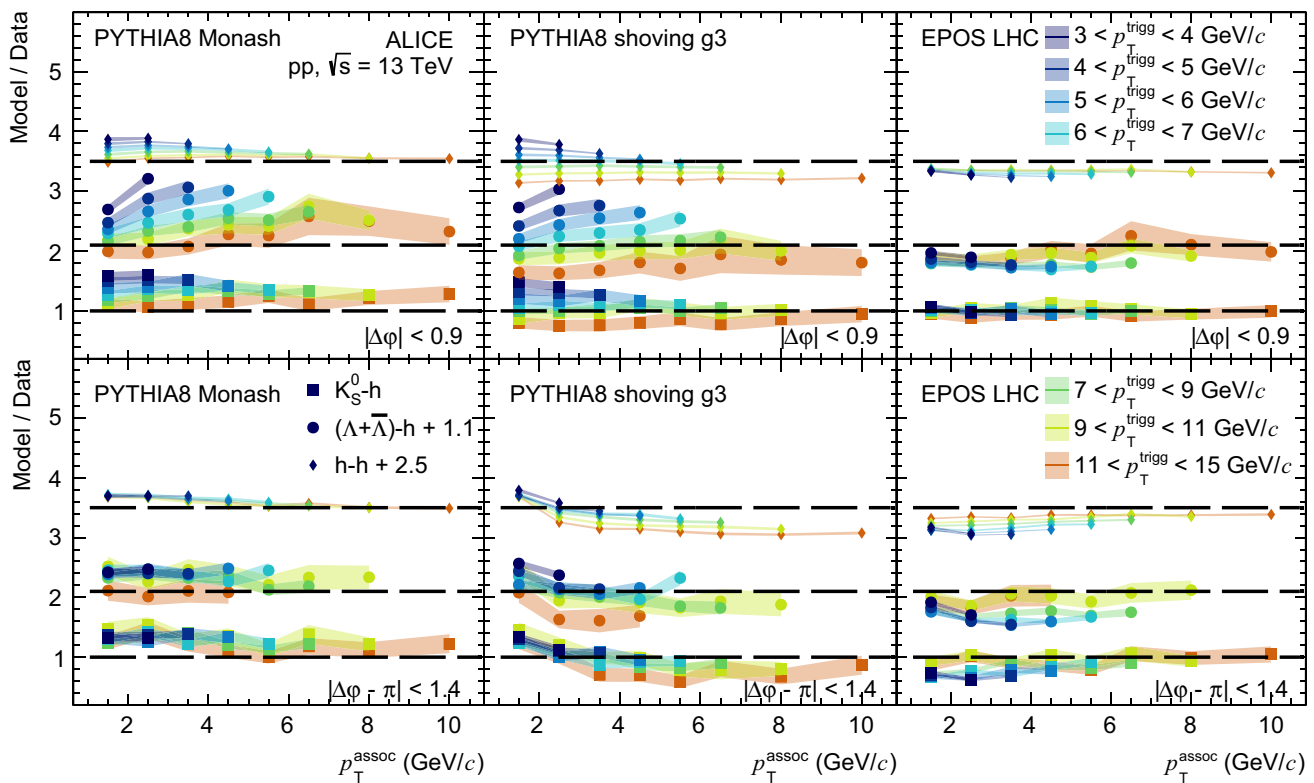 PYTHIA8 Monash
ALICE
pp, √s = 13 TeV
|Δφ| < 0.9
Model / Data
5
4
3
2
1
PYTHIA8 shoving g3
|Δφ| < 0.9
EPOS LHC
3 < p_T^trigg < 4 GeV/c
4 < p_T^trigg < 5 GeV/c
5 < p_T^trigg < 6 GeV/c
6 < p_T^trigg < 7 GeV/c
|Δφ| < 0.9
Model / Data
5
4
3
2
1
PYTHIA8 Monash
K_S^0-h
(Λ+Λ̅)-h + 1.1
h-h + 2.5
|Δφ - π| < 1.4
PYTHIA8 shoving g3
|Δφ - π| < 1.4
EPOS LHC
7 < p_T^trigg < 9 GeV/c
9 < p_T^trigg < 11 GeV/c
11 < p_T^trigg < 15 GeV/c
|Δφ - π| < 1.4
2 4 6 8 10
2 4 6 8 10
2 4 6 8 10
p_T^assoc (GeV/c)
p_T^assoc (GeV/c)
p_T^assoc (GeV/c)